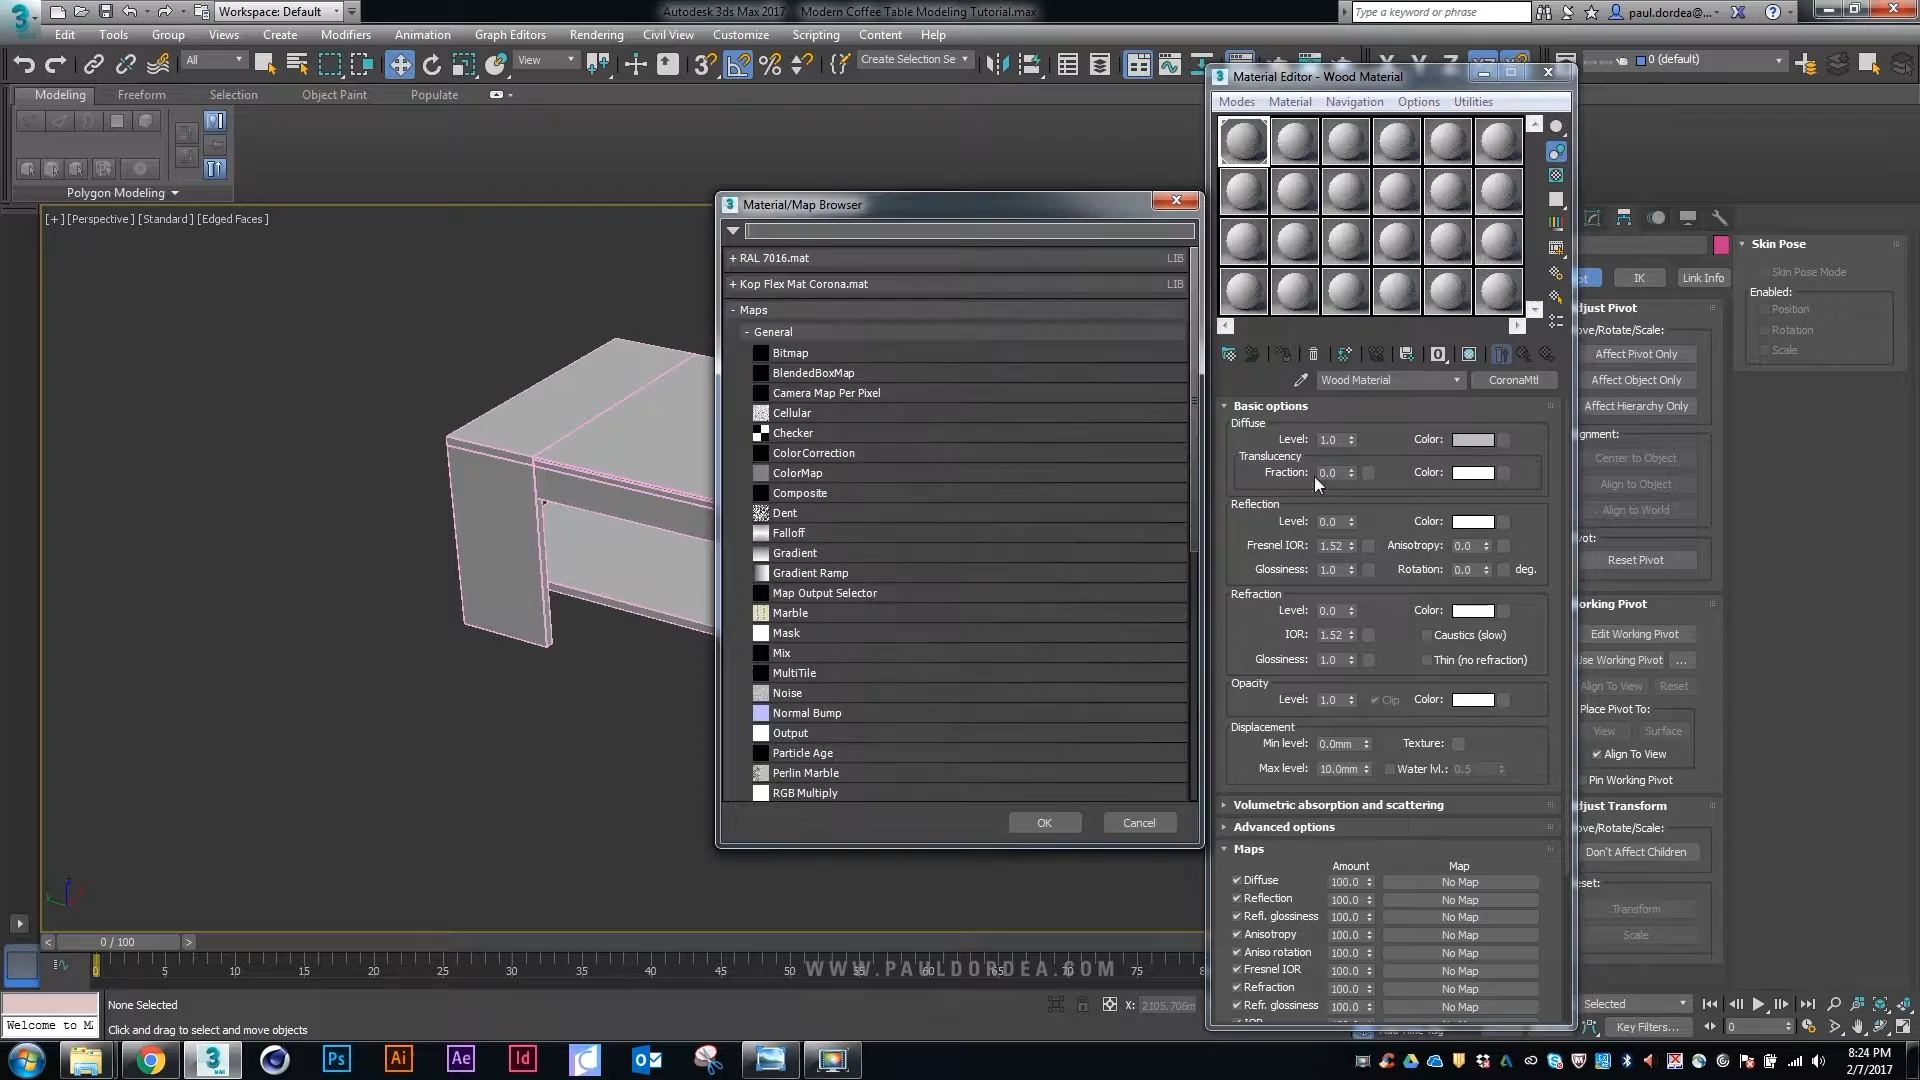 Workspace: Default
Autodesk 3ds Max 2017    Modern Coffee Table Modeling Tutorial.max
Type a keyword or phrase
paul.dordea@...
Edit Tools Group Views Create Modifiers Animation Graph Editors Rendering Civil View Customize Scripting Content Help
All
View
Create Selection Se
0 (default)
Modeling Freeform Selection Object Paint Populate
Polygon Modeling
[+] [Perspective ] [Standard ] [Edged Faces ]
Material/Map Browser
+ RAL 7016.mat LIB
+ Kop Flex Mat Corona.mat LIB
- Maps
- General
Bitmap
BlendedBoxMap
Camera Map Per Pixel
Cellular
Checker
ColorCorrection
ColorMap
Composite
Dent
Falloff
Gradient
Gradient Ramp
Map Output Selector
Marble
Mask
Mix
MultiTile
Noise
Normal Bump
Output
Particle Age
Perlin Marble
RGB Multiply
OK Cancel
Material Editor - Wood Material
Modes Material Navigation Options Utilities
Wood Material CoronaMtl
Basic options
Diffuse
Level: 1.0 Color:
Translucency
Fraction: 0.0 Color:
Reflection
Level: 0.0 Color:
Fresnel IOR: 1.52 Anisotropy: 0.0
Glossiness: 1.0 Rotation: 0.0 deg.
Refraction
Level: 0.0 Color:
IOR: 1.52 Caustics (slow)
Glossiness: 1.0 Thin (no refraction)
Opacity
Level: 1.0 Clip Color:
Displacement
Min level: 0.0mm Texture:
Max level: 10.0mm Water lvl.: 0.5
Volumetric absorption and scattering
Advanced options
Maps
Amount Map
Diffuse 100.0 No Map
Reflection 100.0 No Map
Refl. glossiness 100.0 No Map
Anisotropy 100.0 No Map
Aniso rotation 100.0 No Map
Fresnel IOR 100.0 No Map
Refraction 100.0 No Map
Refr. glossiness 100.0 No Map
IK Link Info
Adjust Pivot
Affect Pivot Only
Affect Object Only
Affect Hierarchy Only
Center to Object
Align to Object
Align to World
Reset Pivot
Working Pivot
Edit Working Pivot
Use Working Pivot ...
Align To View Reset
Place Pivot To:
View Surface
Align To View
Pin Working Pivot
Adjust Transform
Don't Affect Children
Transform
Scale
Skin Pose
Skin Pose Mode
Enabled:
Position
Rotation
Scale
0 / 100
0 5 10 15 20 25 30 35 40 45 50 55 60 65 70 75
WWW.PAULDORDEA.COM
None Selected
X: 2105.706m
Welcome to M
Click and drag to select and move objects
Selected
Key Filters...
0
Ps Ai Ae Id
8:24 PM
2/7/2017